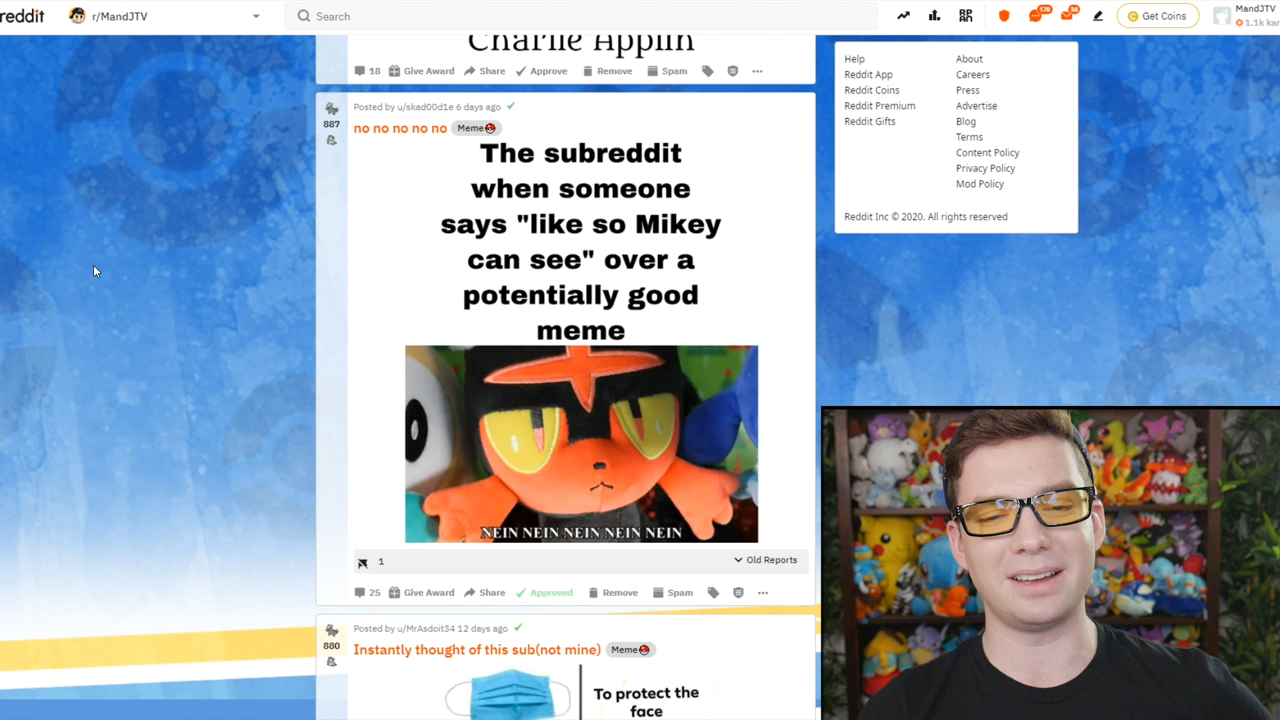 reddit r/MandJTV Search Get Coins MandJTV
170 34 1.1k kar
Charlie Applin
18 Give Award Share Approve Remove Spam
Posted by u/skad00d1e 6 days ago
887
no no no no no Meme
The subreddit
when someone
says "like so Mikey
can see" over a
potentially good
meme
NEIN NEIN NEIN NEIN NEIN
1 Old Reports
25 Give Award Share Approved Remove Spam
Posted by u/MrAsdoit34 12 days ago
880
Instantly thought of this sub(not mine) Meme
To protect the
face
Help About
Reddit App Careers
Reddit Coins Press
Reddit Premium Advertise
Reddit Gifts Blog
Terms
Content Policy
Privacy Policy
Mod Policy
Reddit Inc © 2020. All rights reserved